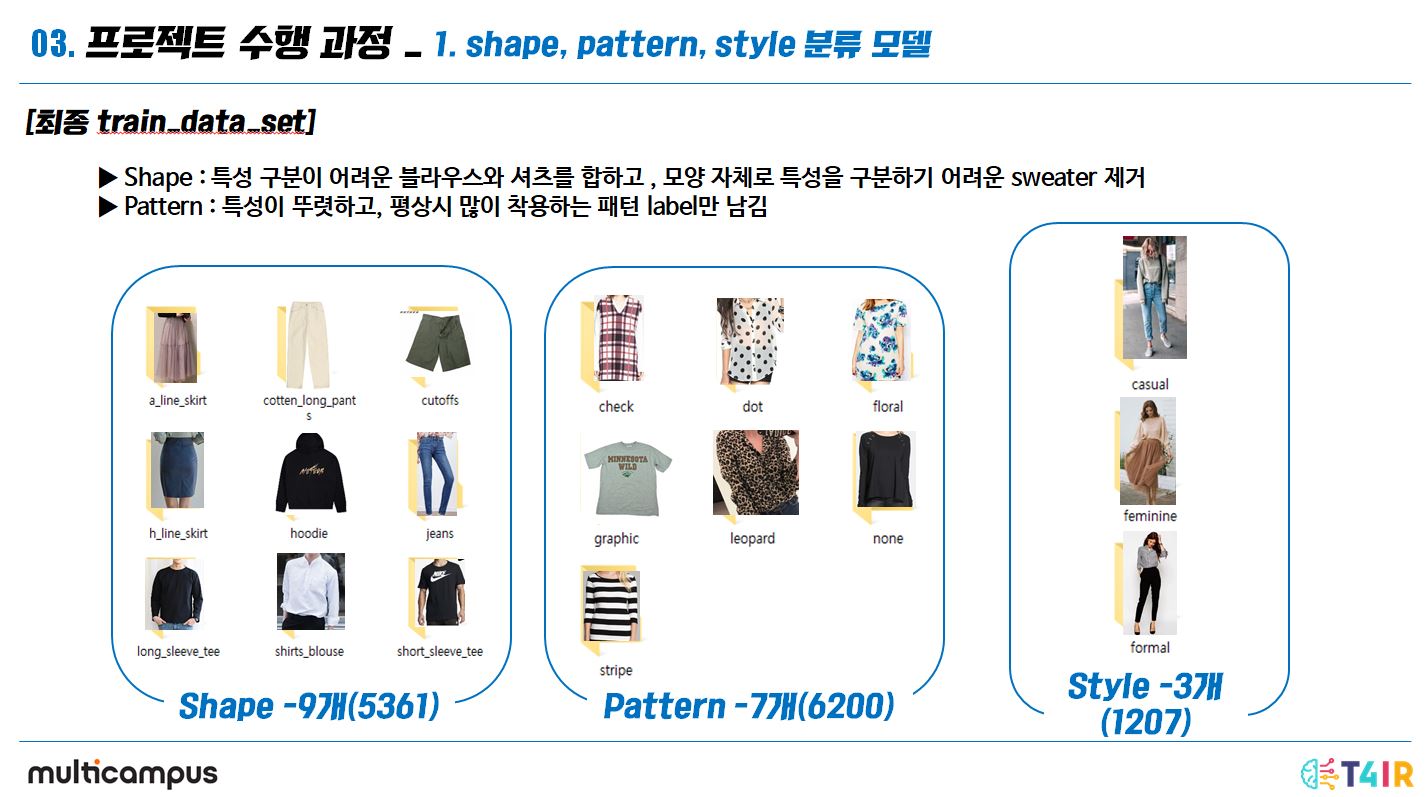 03. 프로젝트 수행 과정 _ 1. shape, pattern, style 분류 모델
[최종 train_data_set]
▶ Shape : 특성 구분이 어려운 블라우스와 셔츠를 합하고 , 모양 자체로 특성을 구분하기 어려운 sweater 제거
▶ Pattern : 특성이 뚜렷하고, 평상시 많이 착용하는 패턴 label만 남김
a_line_skirt
cotten_long_pant
s
cutoffs
h_line_skirt
hoodie
jeans
long_sleeve_tee
shirts_blouse
short_sleeve_tee
Shape -9개(5361)
check
dot
floral
MINNESOTA
WILD
graphic
leopard
none
stripe
Pattern -7개(6200)
casual
feminine
formal
Style -3개
(1207)
multicampus
T4IR